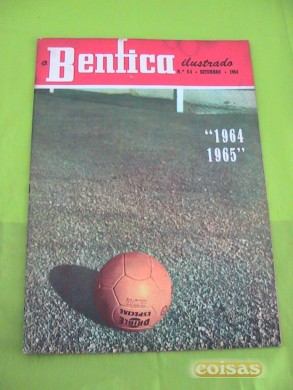 o Benfica ilustrado
N.º 84 - SETEMBRO - 1964
"1964
1965"
DRIBLE
ESPECIAL
coisas